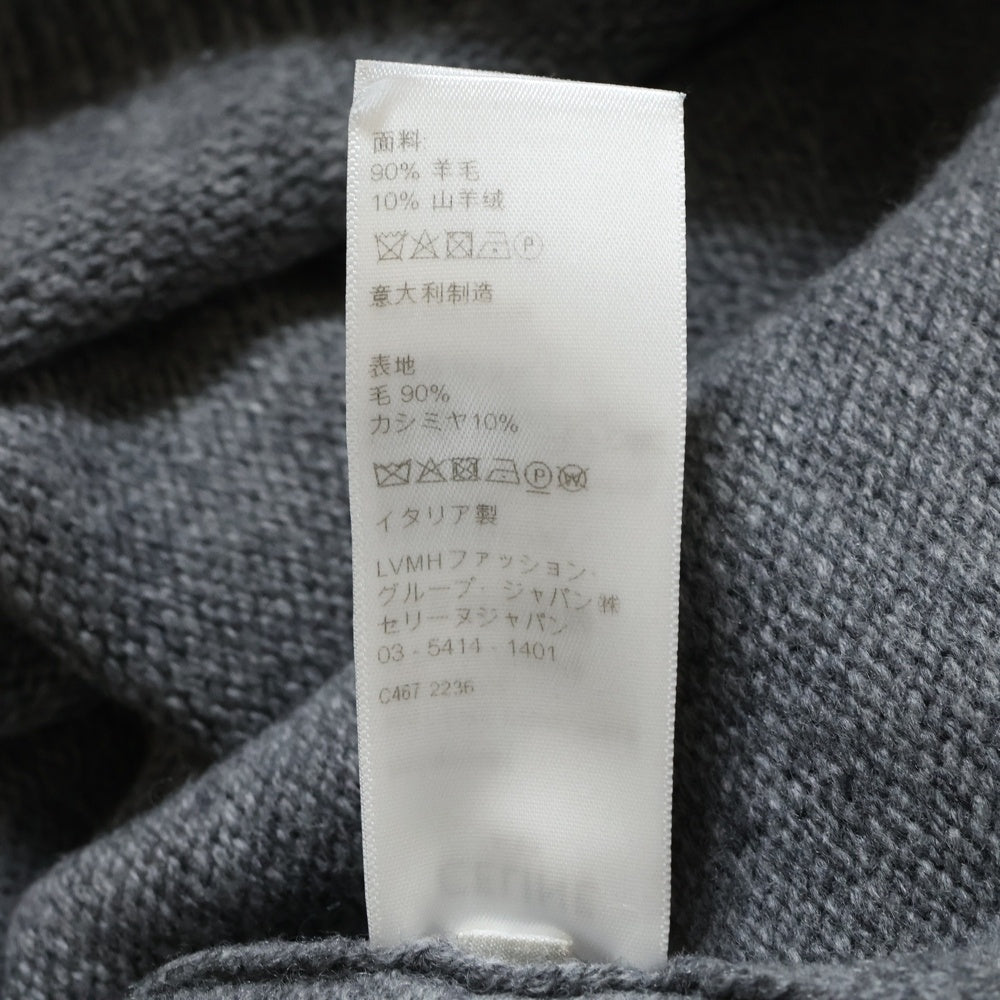 面料:
90% 羊毛
10% 山羊绒
P
意大利制造
表地
毛 90%
カシミヤ10%
P W
イタリア製
LVMHファッション・
グループ・ジャパン㈱
セリーヌジャパン
03 - 5414 - 1401
C467 2236